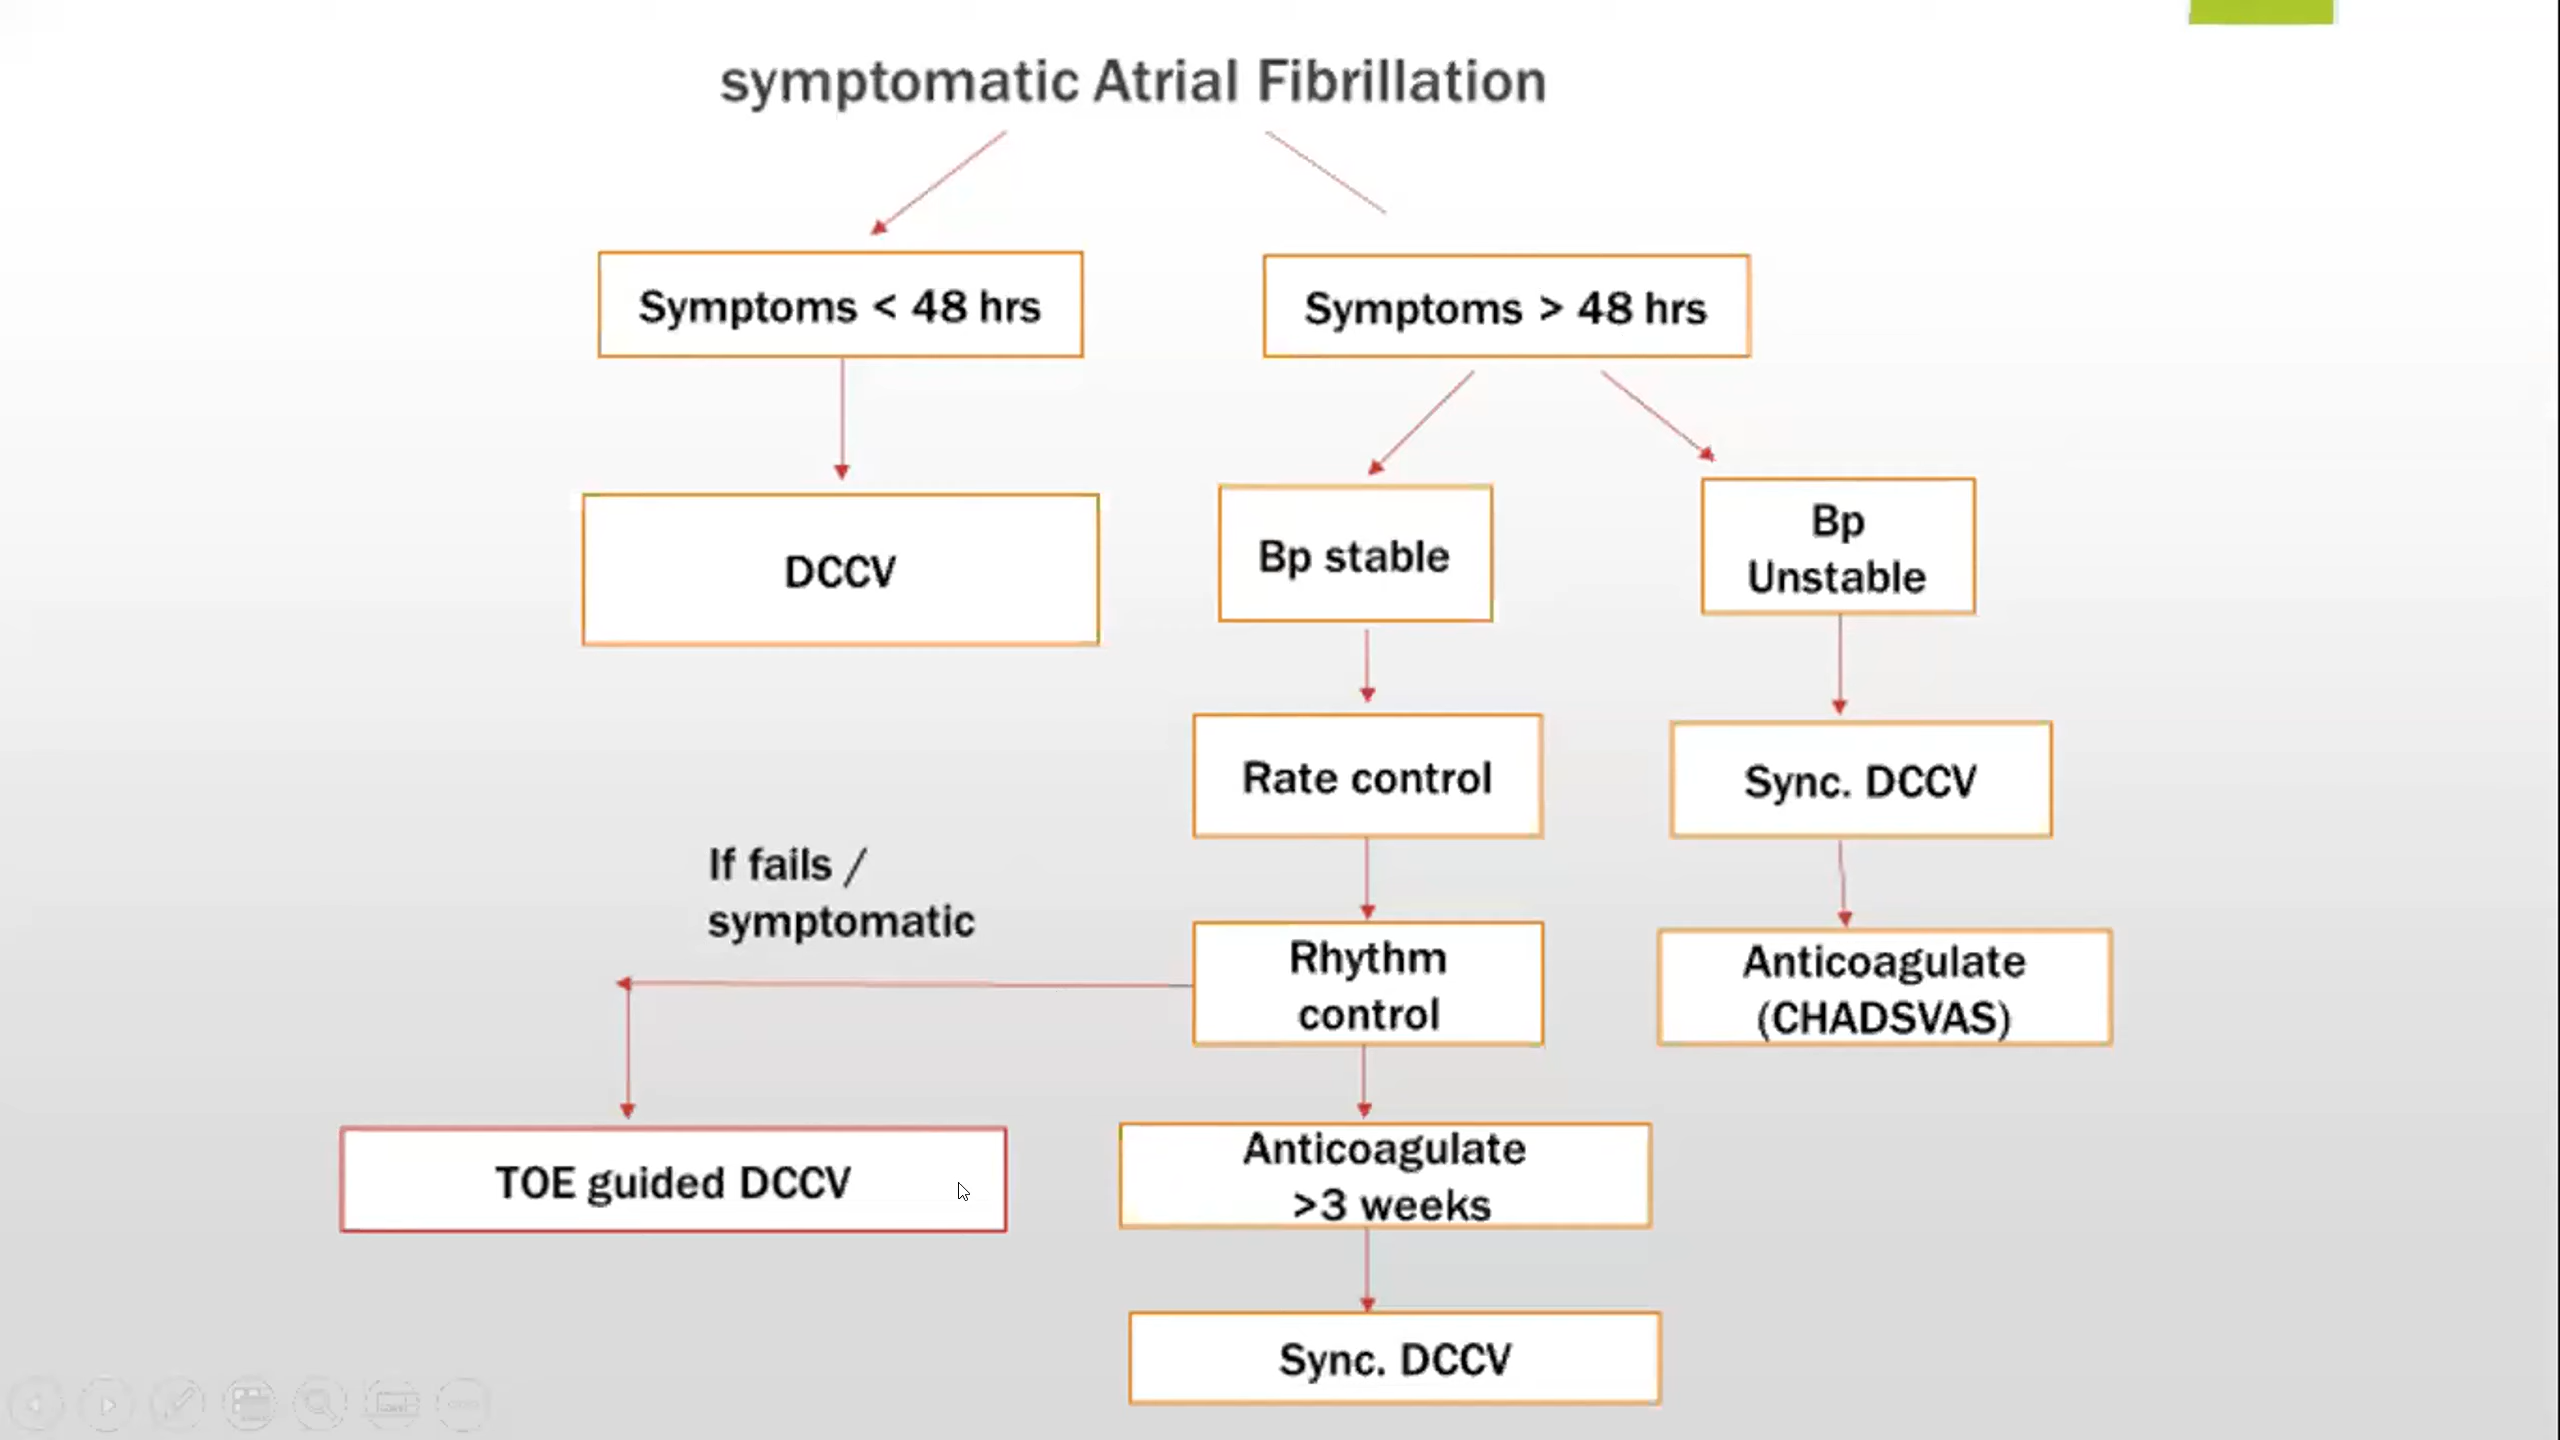 symptomatic Atrial Fibrillation
Symptoms < 48 hrs
Symptoms > 48 hrs
DCCV
Bp stable
Bp
Unstable
Rate control
Sync. DCCV
If fails /
symptomatic
Rhythm
control
Anticoagulate
(CHADSVAS)
TOE guided DCCV
Anticoagulate
>3 weeks
Sync. DCCV